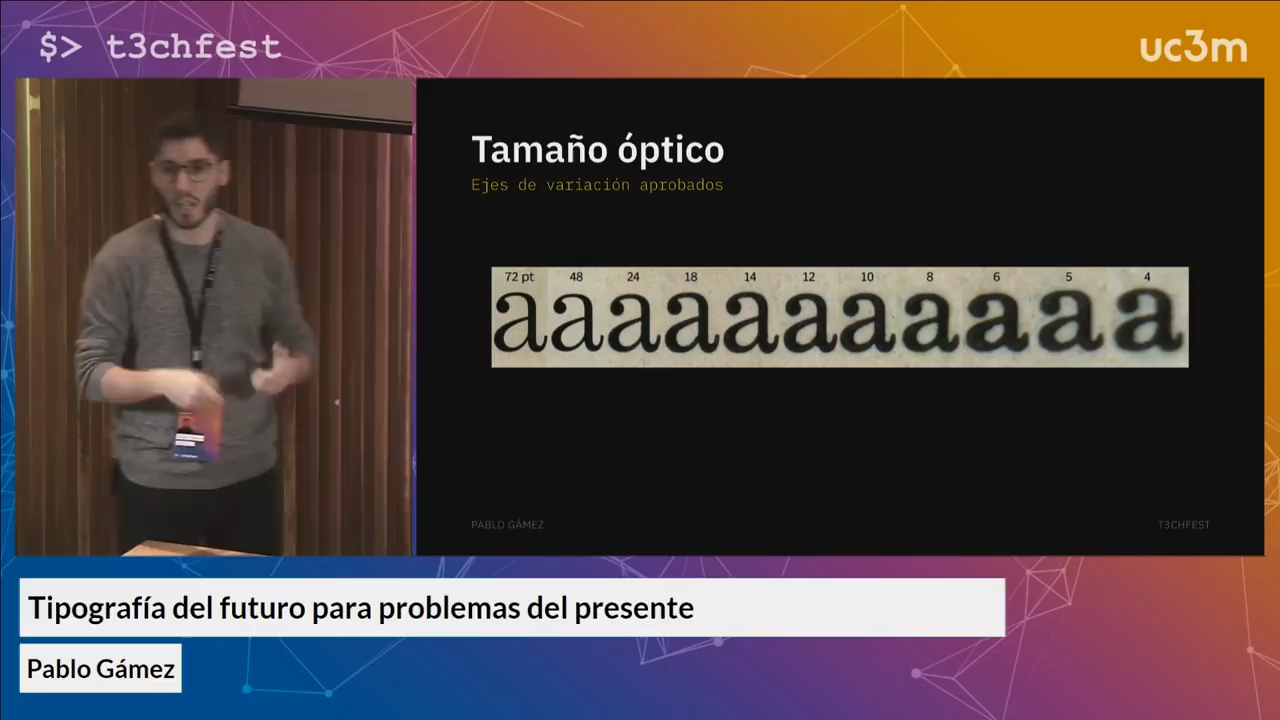 $> t3chfest
uc3m
Tamaño óptico
Ejes de variación aprobados
72 pt 48 24 18 14 12 10 8 6 5 4
aaaaaaaaaaa
PABLO GÁMEZ
T3CHFEST
Tipografía del futuro para problemas del presente
Pablo Gámez